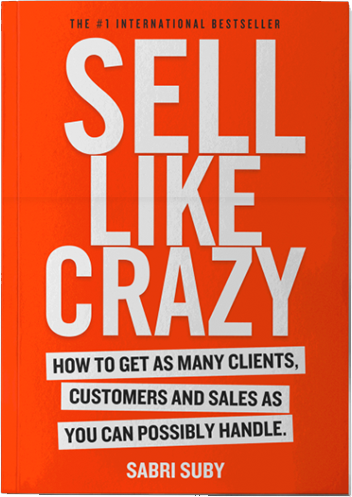 THE #1 INTERNATIONAL BESTSELLER
SELL
LIKE
CRAZY
HOW TO GET AS MANY CLIENTS,
CUSTOMERS AND SALES AS
YOU CAN POSSIBLY HANDLE.
SABRI SUBY